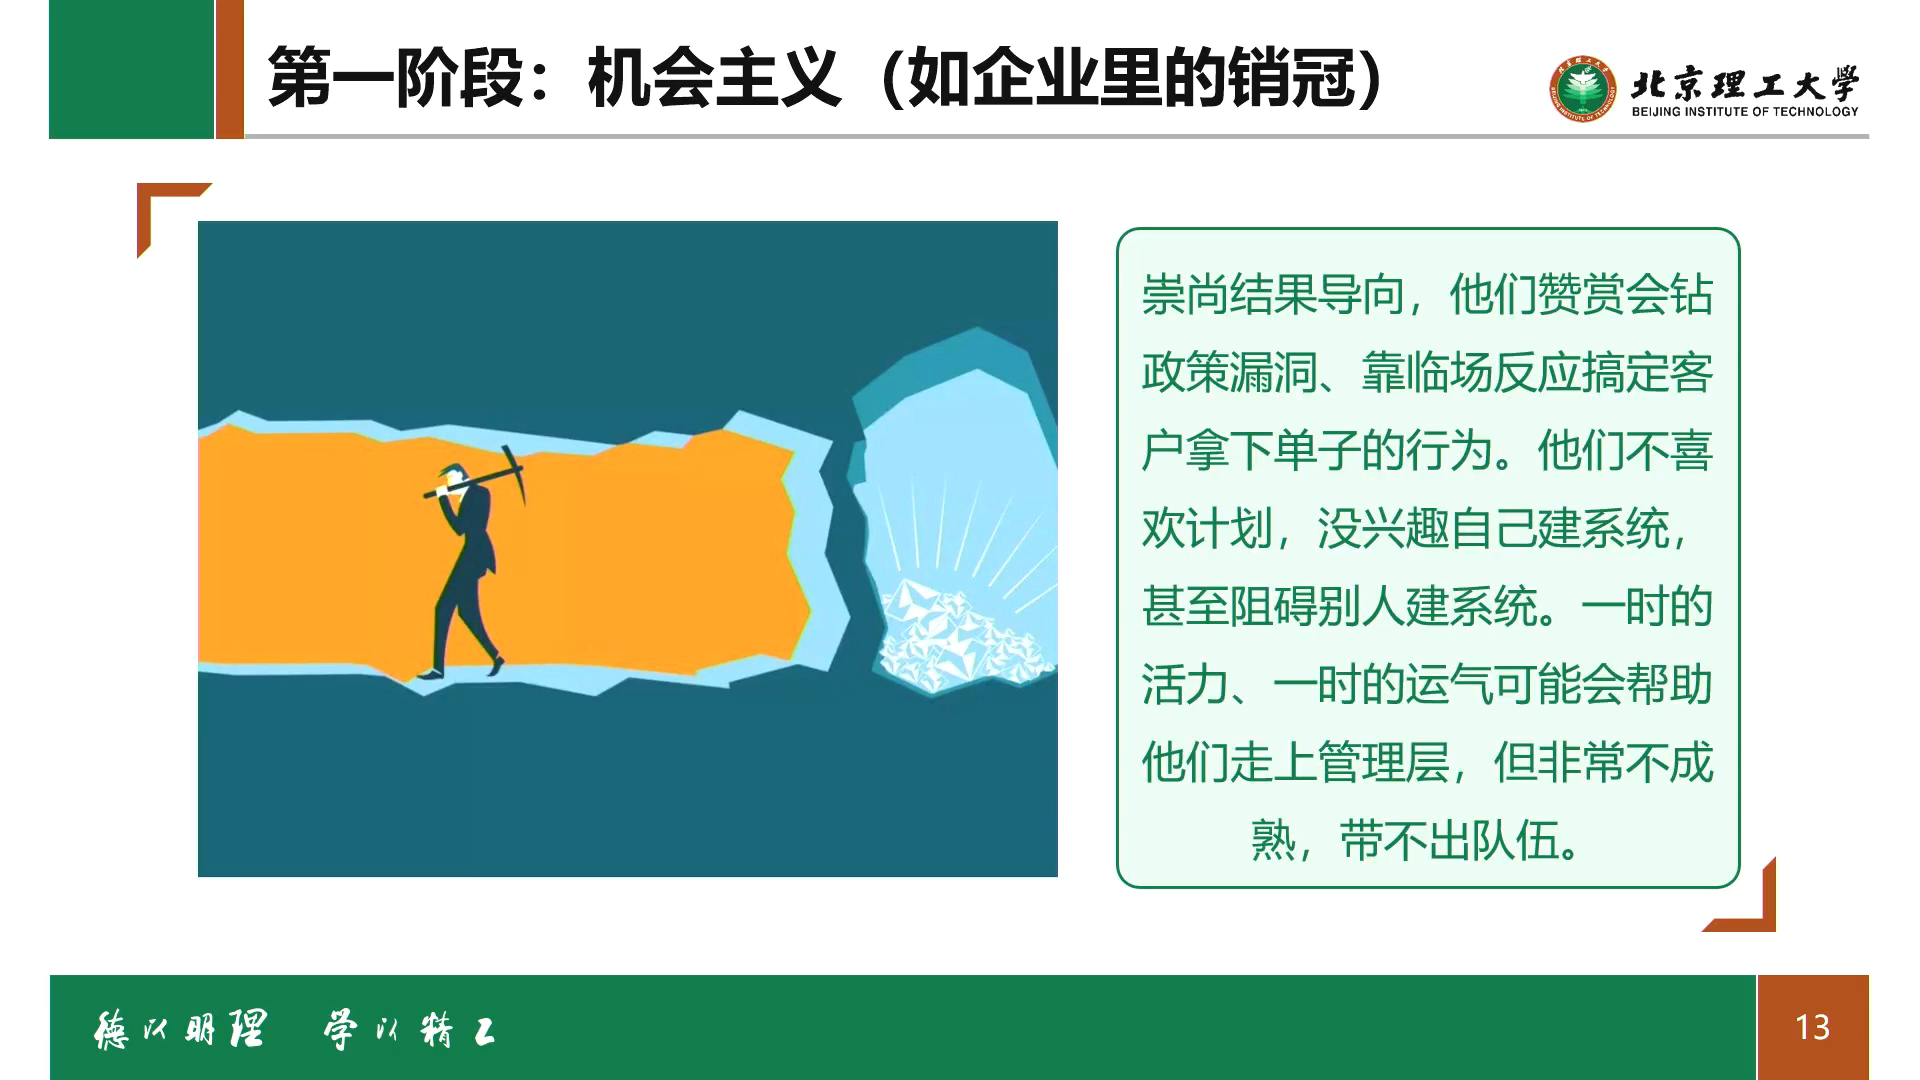 第一阶段：机会主义（如企业里的销冠）
北京理工大学
BEIJING INSTITUTE OF TECHNOLOGY
崇尚结果导向，他们赞赏会钻
政策漏洞、靠临场反应搞定客
户拿下单子的行为。他们不喜
欢计划，没兴趣自己建系统，
甚至阻碍别人建系统。一时的
活力、一时的运气可能会帮助
他们走上管理层，但非常不成
熟，带不出队伍。
德以明理 学以精工
13